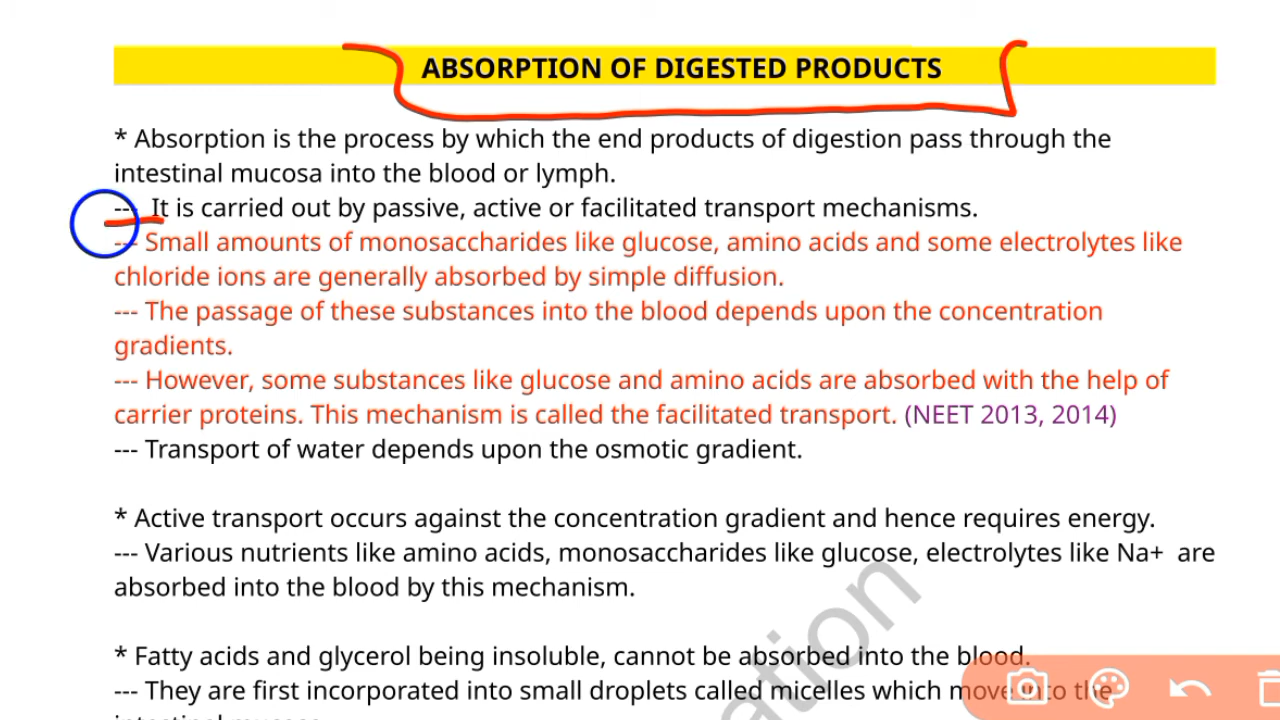 ABSORPTION OF DIGESTED PRODUCTS
* Absorption is the process by which the end products of digestion pass through the
intestinal mucosa into the blood or lymph.
--- It is carried out by passive, active or facilitated transport mechanisms.
--- Small amounts of monosaccharides like glucose, amino acids and some electrolytes like
chloride ions are generally absorbed by simple diffusion.
--- The passage of these substances into the blood depends upon the concentration
gradients.
--- However, some substances like glucose and amino acids are absorbed with the help of
carrier proteins. This mechanism is called the facilitated transport. (NEET 2013, 2014)
--- Transport of water depends upon the osmotic gradient.
* Active transport occurs against the concentration gradient and hence requires energy.
--- Various nutrients like amino acids, monosaccharides like glucose, electrolytes like Na+ are
absorbed into the blood by this mechanism.
* Fatty acids and glycerol being insoluble, cannot be absorbed into the blood.
--- They are first incorporated into small droplets called micelles which move into the